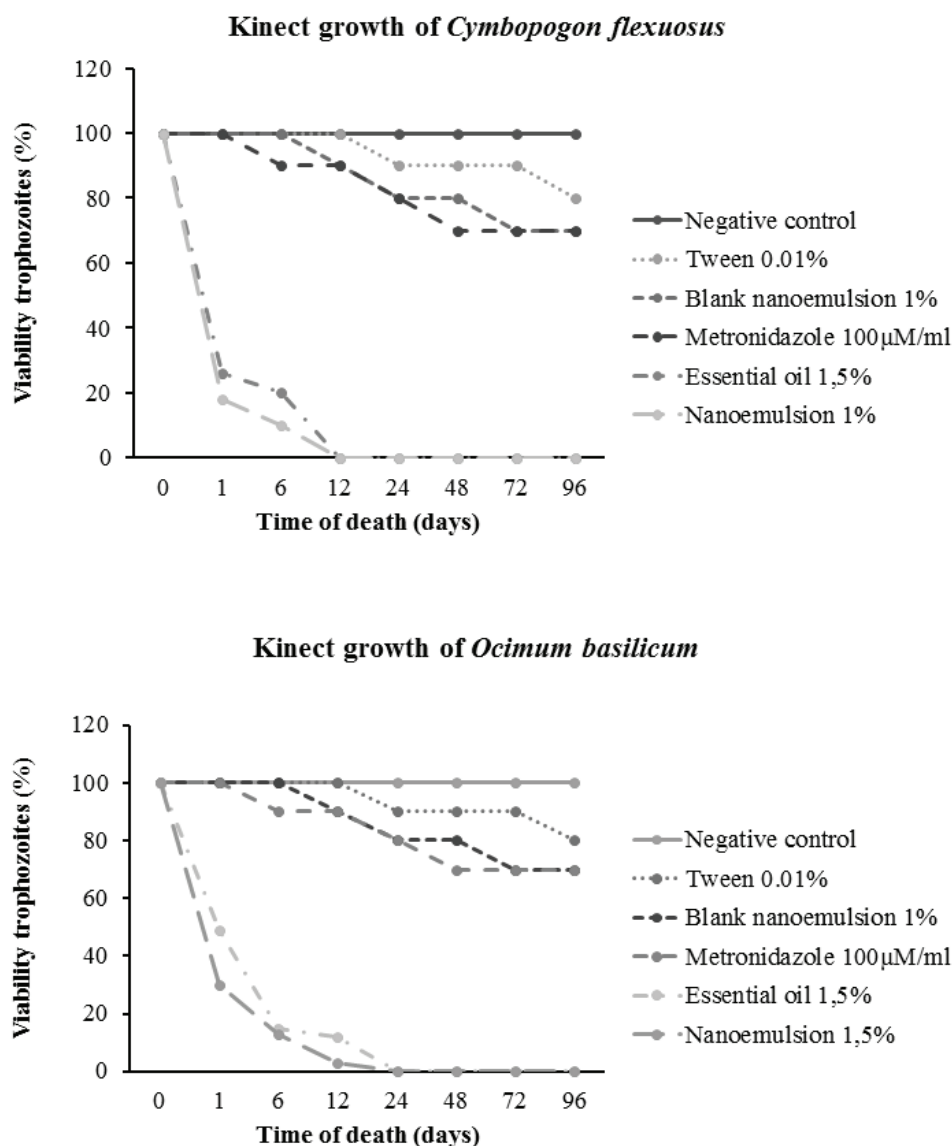 Kinect growth of Cymbopogon flexuosus
120
100
80
60
40
20
0
Viability trophozoites (%)
0 1 6 12 24 48 72 96
Time of death (days)
Negative control
Tween 0.01%
Blank nanoemulsion 1%
Metronidazole 100μM/ml
Essential oil 1,5%
Nanoemulsion 1%
Kinect growth of Ocimum basilicum
120
100
80
60
40
20
0
Viability trophozoites (%)
0 1 6 12 24 48 72 96
Time of death (days)
Negative control
Tween 0.01%
Blank nanoemulsion 1%
Metronidazole 100μM/ml
Essential oil 1,5%
Nanoemulsion 1,5%